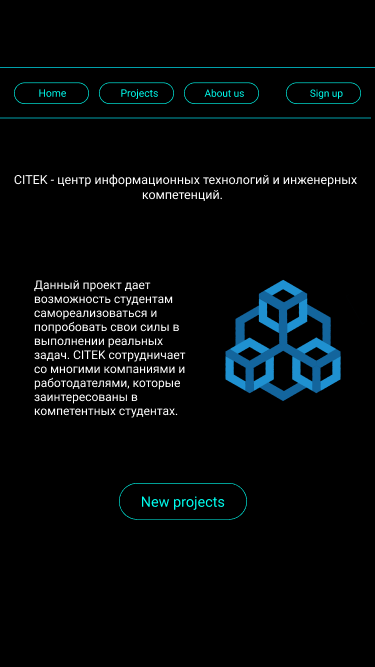 Home
Projects
About us
Sign up
CITEK - центр информационных технологий и инженерных
компетенций.
Данный проект дает
возможность студентам
самореализоваться и
попробовать свои силы в
выполнении реальных
задач. CITEK сотрудничает
со многими компаниями и
работодателями, которые
заинтересованы в
компетентных студентах.
New projects